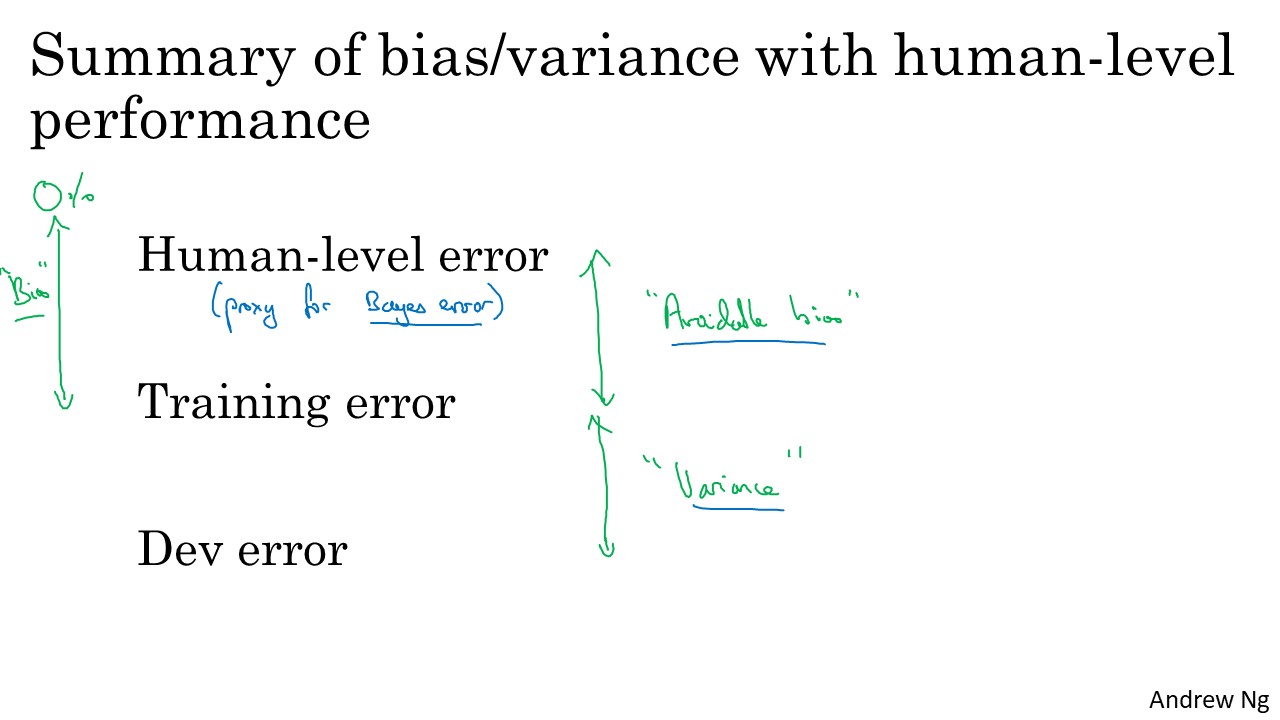 Summary of bias/variance with human-level
performance
0%
Human-level error
"Bias"
(proxy for Bayes error)
"Avoidable bias"
Training error
"Variance"
Dev error
Andrew Ng